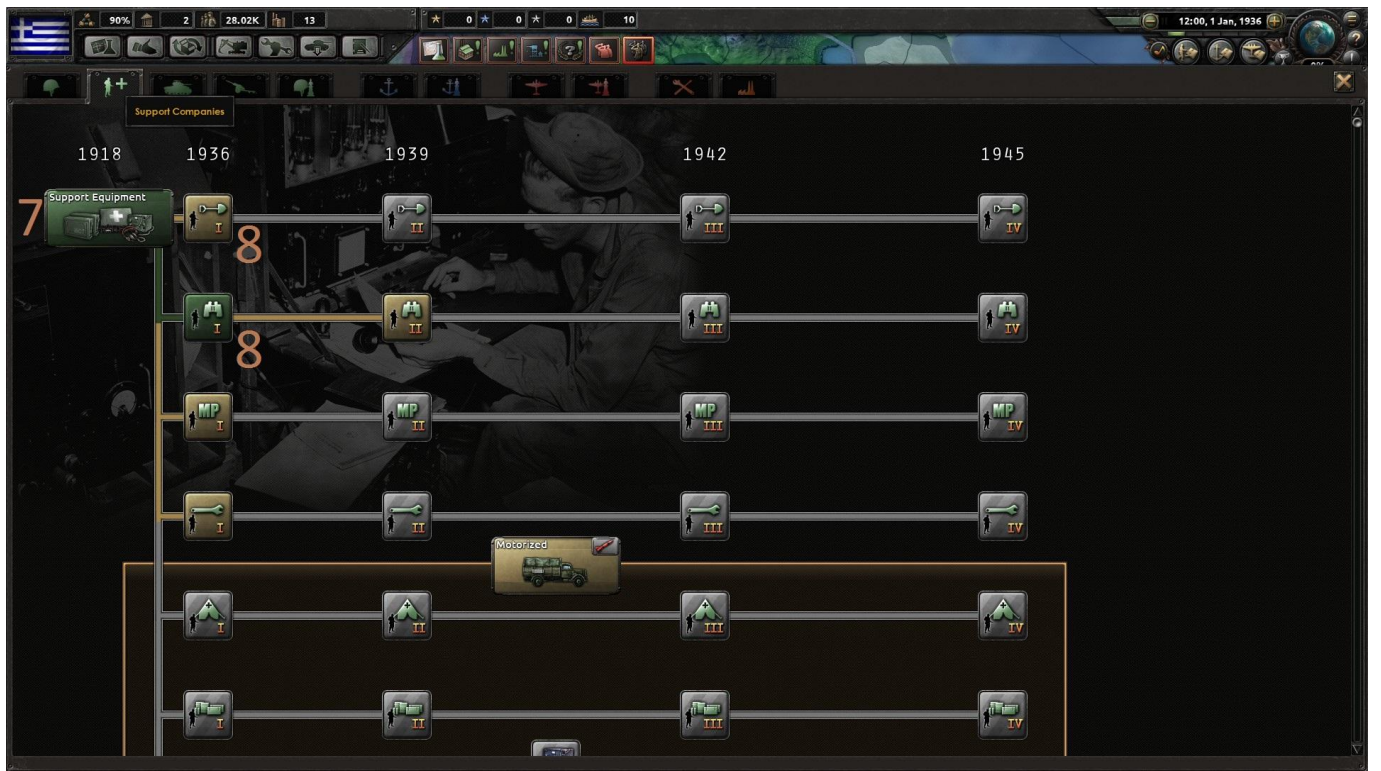 90%
2
28.02K
13
0
0
0
10
12:00, 1 Jan, 1936
0%
Support Companies
1918
1936
1939
1942
1945
7
Support Equipment
I
II
III
IV
8
I
II
III
IV
8
MP
I
MP
II
MP
III
MP
IV
I
II
III
IV
Motorized
I
II
III
IV
I
II
III
IV